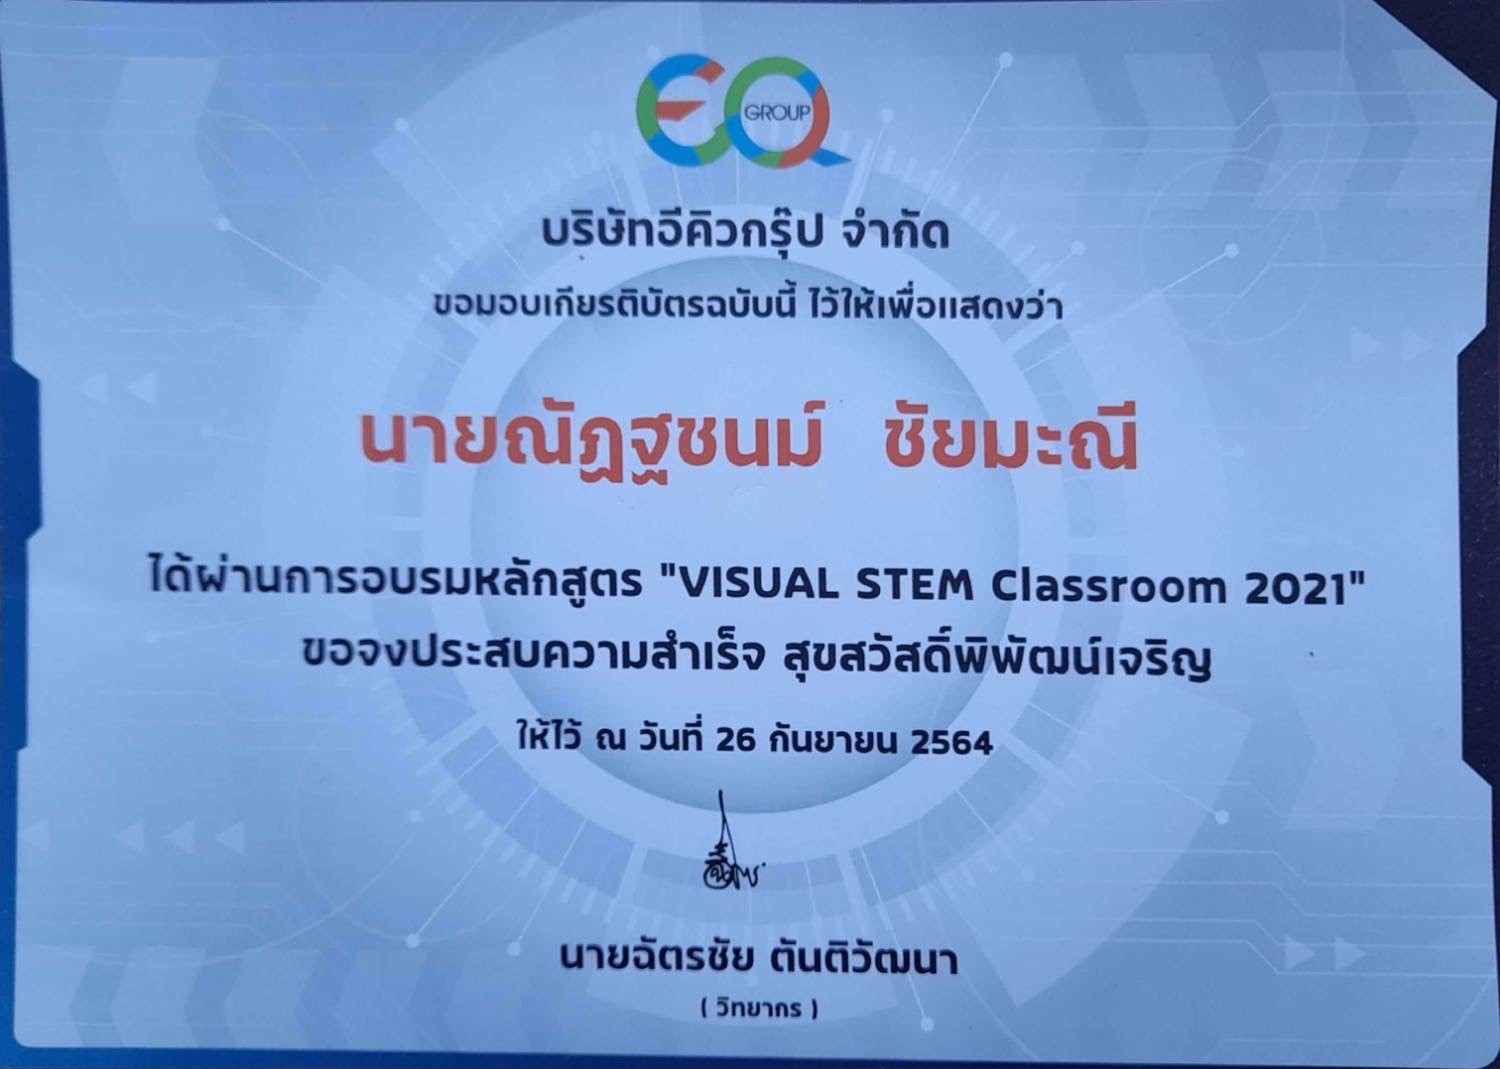 EQ GROUP
บริษัทอีคิวกรุ๊ป จำกัด
ขอมอบเกียรติบัตรฉบับนี้ ไว้ให้เพื่อแสดงว่า
นายณัฏฐชนม์ ชัยมะณี
ได้ผ่านการอบรมหลักสูตร "VISUAL STEM Classroom 2021"
ขอจงประสบความสำเร็จ สุขสวัสดิ์พิพัฒน์เจริญ
ให้ไว้ ณ วันที่ 26 กันยายน 2564
นายฉัตรชัย ตันติวัฒนา
( วิทยากร )